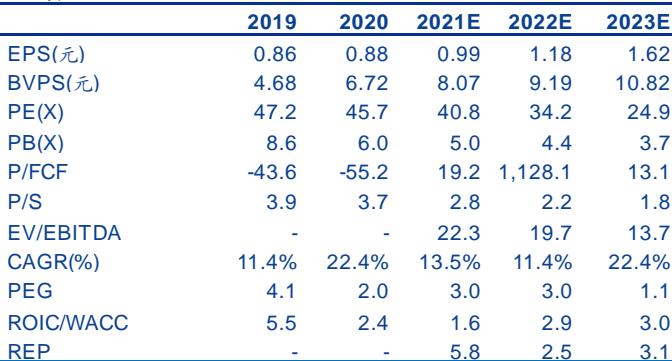 2019 2020 2021E 2022E 2023E
EPS(元) 0.86 0.88 0.99 1.18 1.62
BVPS(元) 4.68 6.72 8.07 9.19 10.82
PE(X) 47.2 45.7 40.8 34.2 24.9
PB(X) 8.6 6.0 5.0 4.4 3.7
P/FCF -43.6 -55.2 19.2 1,128.1 13.1
P/S 3.9 3.7 2.8 2.2 1.8
EV/EBITDA - - 22.3 19.7 13.7
CAGR(%) 11.4% 22.4% 13.5% 11.4% 22.4%
PEG 4.1 2.0 3.0 3.0 1.1
ROIC/WACC 5.5 2.4 1.6 2.9 3.0
REP - - 5.8 2.5 3.1